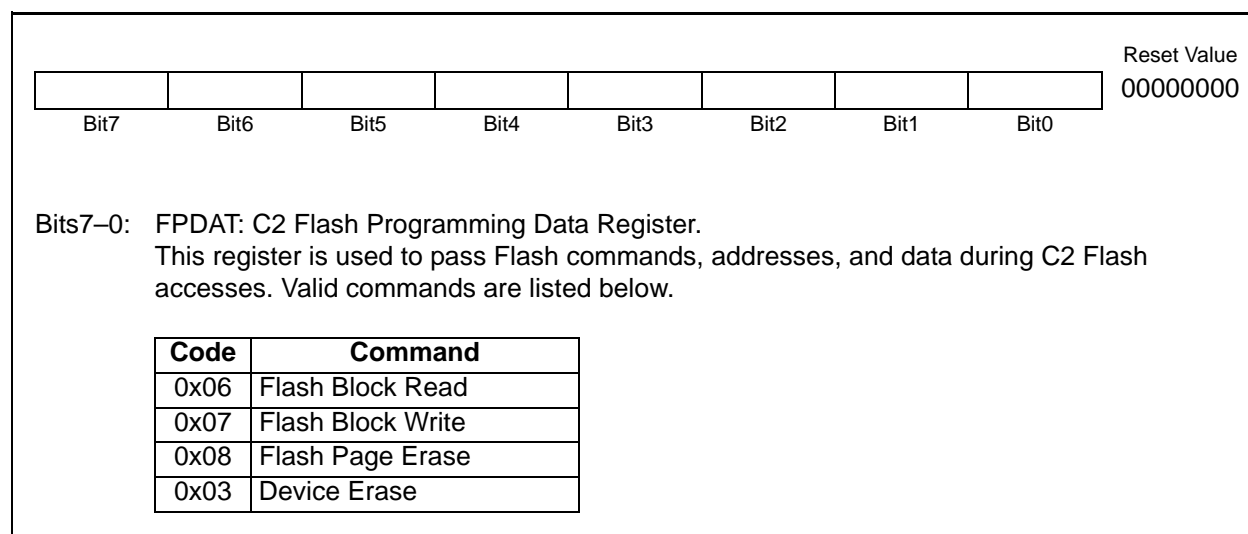 Reset Value
00000000
Bit7 Bit6 Bit5 Bit4 Bit3 Bit2 Bit1 Bit0
Bits7–0: FPDAT: C2 Flash Programming Data Register.
This register is used to pass Flash commands, addresses, and data during C2 Flash
accesses. Valid commands are listed below.
Code Command
0x06 Flash Block Read
0x07 Flash Block Write
0x08 Flash Page Erase
0x03 Device Erase